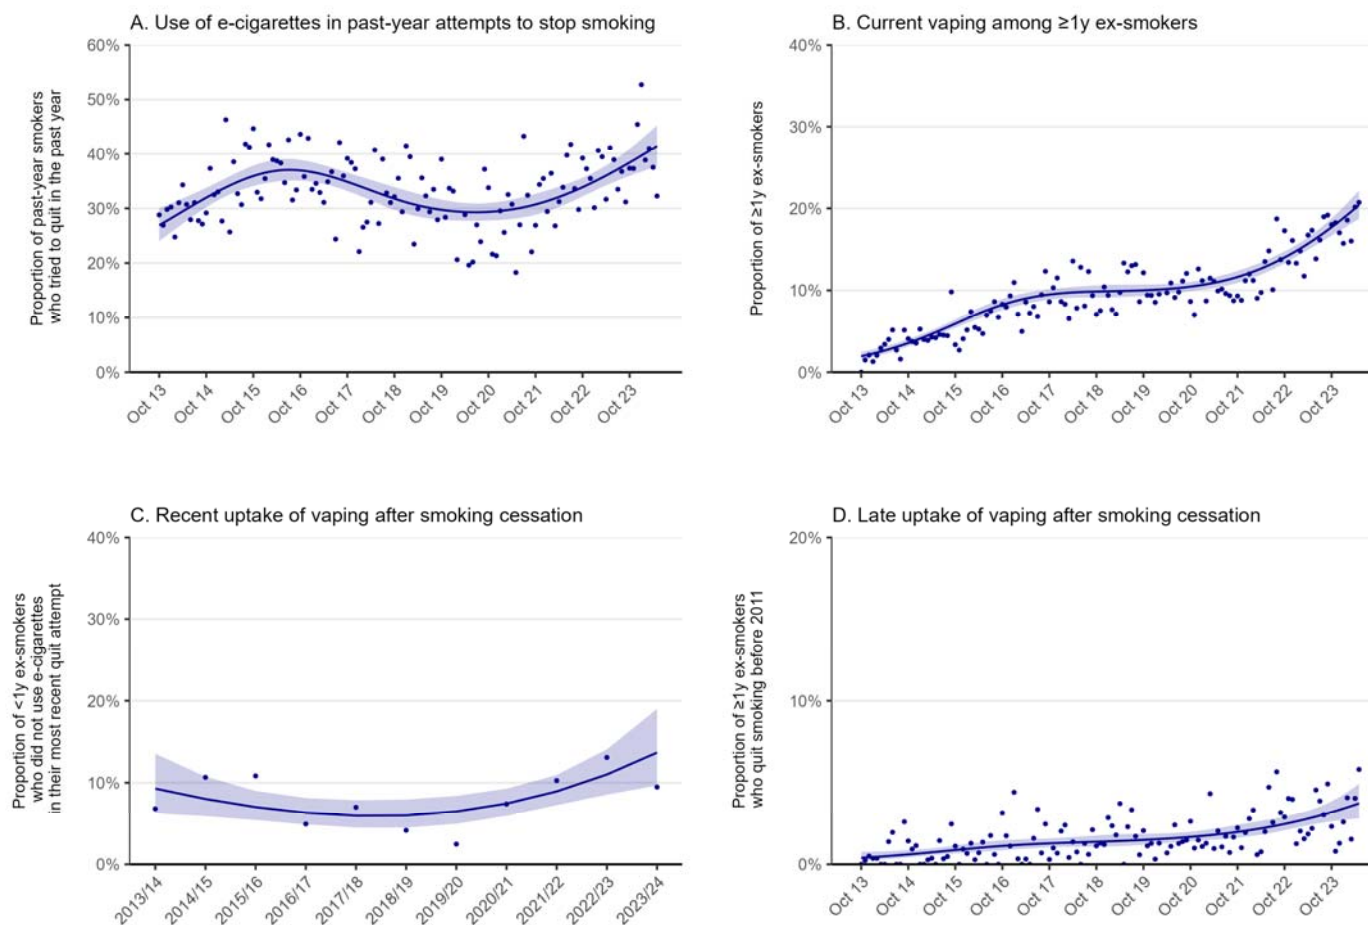 A. Use of e-cigarettes in past-year attempts to stop smoking
Proportion of past-year smokers
who tried to quit in the past year
60%
50%
40%
30%
20%
10%
0%
Oct 13
Oct 14
Oct 15
Oct 16
Oct 17
Oct 18
Oct 19
Oct 20
Oct 21
Oct 22
Oct 23
B. Current vaping among ≥1y ex-smokers
Proportion of ≥1y ex-smokers
40%
30%
20%
10%
0%
Oct 13
Oct 14
Oct 15
Oct 16
Oct 17
Oct 18
Oct 19
Oct 20
Oct 21
Oct 22
Oct 23
C. Recent uptake of vaping after smoking cessation
Proportion of <1y ex-smokers
who did not use e-cigarettes
in their most recent quit attempt
40%
30%
20%
10%
0%
2013/14
2014/15
2015/16
2016/17
2017/18
2018/19
2019/20
2020/21
2021/22
2022/23
2023/24
D. Late uptake of vaping after smoking cessation
Proportion of ≥1y ex-smokers
who quit smoking before 2011
20%
10%
0%
Oct 13
Oct 14
Oct 15
Oct 16
Oct 17
Oct 18
Oct 19
Oct 20
Oct 21
Oct 22
Oct 23